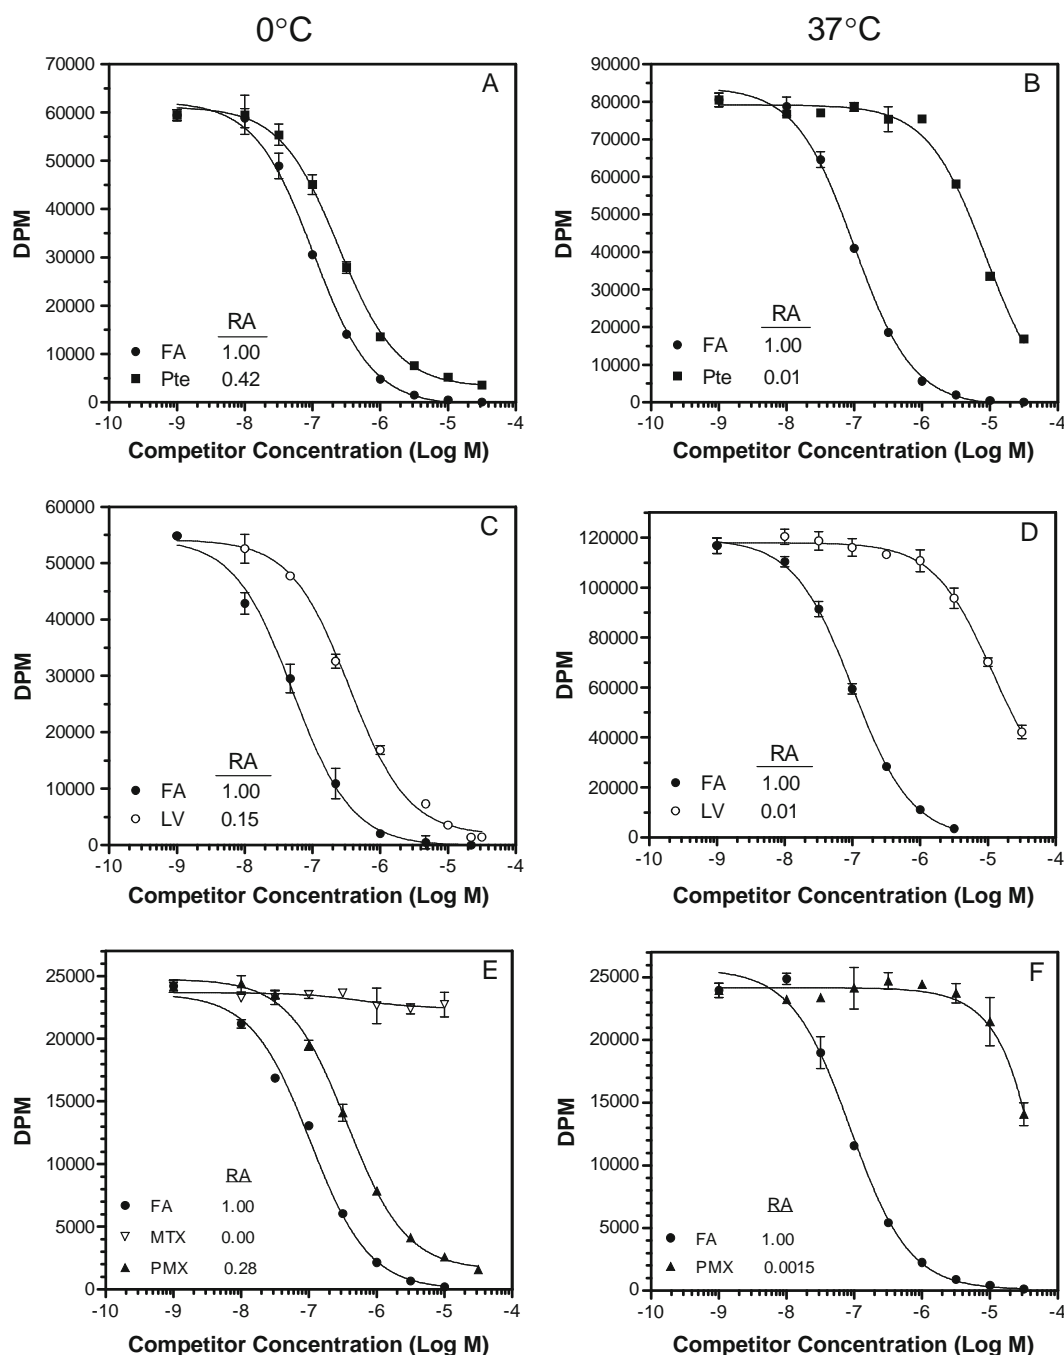 0°C
37°C
A
70000
60000
50000
40000
30000
20000
10000
0
DPM
RA
FA 1.00
Pte 0.42
-10 -9 -8 -7 -6 -5 -4
Competitor Concentration (Log M)
B
90000
80000
70000
60000
50000
40000
30000
20000
10000
0
DPM
RA
FA 1.00
Pte 0.01
-10 -9 -8 -7 -6 -5 -4
Competitor Concentration (Log M)
C
60000
50000
40000
30000
20000
10000
0
DPM
RA
FA 1.00
LV 0.15
-10 -9 -8 -7 -6 -5 -4
Competitor Concentration (Log M)
D
120000
100000
80000
60000
40000
20000
0
DPM
RA
FA 1.00
LV 0.01
-10 -9 -8 -7 -6 -5 -4
Competitor Concentration (Log M)
E
25000
20000
15000
10000
5000
0
DPM
RA
FA 1.00
MTX 0.00
PMX 0.28
-10 -9 -8 -7 -6 -5 -4
Competitor Concentration (Log M)
F
25000
20000
15000
10000
5000
0
DPM
RA
FA 1.00
PMX 0.0015
-10 -9 -8 -7 -6 -5 -4
Competitor Concentration (Log M)